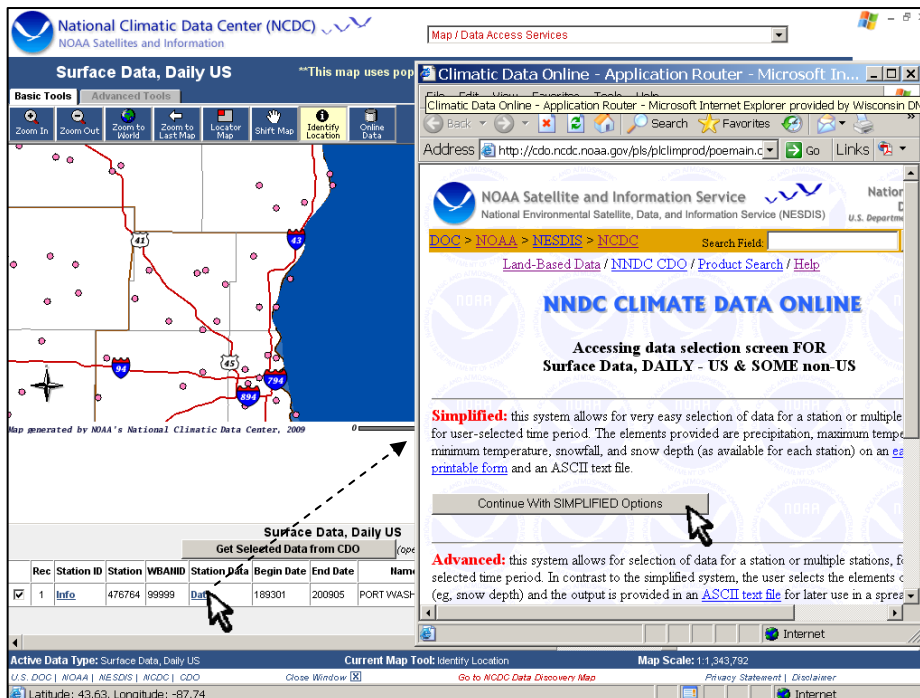 National Climatic Data Center (NCDC)
NOAA Satellites and Information
Map / Data Access Services
Surface Data, Daily US
**This map uses pop
Basic Tools Advanced Tools
Zoom In Zoom Out Zoom to World Zoom to Last Map Locator Map Shift Map Identify Location Online Data
41
43
45
94
794
894
Map generated by NOAA's National Climatic Data Center, 2009
0
Surface Data, Daily US
Get Selected Data from CDO (ope
Rec Station ID Station WBANID Station Data Begin Date End Date Name
1 Info 476764 99999 Data 189301 200905 PORT WASH
Active Data Type: Surface Data, Daily US Current Map Tool: Identify Location Map Scale: 1:1,343,792
U.S. DOC | NOAA | NESDIS | NCDC | CDO Close Window [X] Go to NCDC Data Discovery Map Privacy Statement | Disclaimer
Latitude: 43.63, Longitude: -87.74 Internet
Climatic Data Online - Application Router - Microsoft In...
Climatic Data Online - Application Router - Microsoft Internet Explorer provided by Wisconsin D
Back Search Favorites
Address http://cdo.ncdc.noaa.gov/pls/plclimprod/poemain.c Go Links
NOAA Satellite and Information Service
National Environmental Satellite, Data, and Information Service (NESDIS)
Nation
U.S. Departme
DOC > NOAA > NESDIS > NCDC Search Field:
Land-Based Data / NNDC CDO / Product Search / Help
NNDC CLIMATE DATA ONLINE
Accessing data selection screen FOR
Surface Data, DAILY - US & SOME non-US
Simplified: this system allows for very easy selection of data for a station or multiple
for user-selected time period. The elements provided are precipitation, maximum tempe
minimum temperature, snowfall, and snow depth (as available for each station) on an ea
printable form and an ASCII text file.
Continue With SIMPLIFIED Options
Advanced: this system allows for selection of data for a station or multiple stations, fo
selected time period. In contrast to the simplified system, the user selects the elements o
(eg, snow depth) and the output is provided in an ASCII text file for later use in a sprea
Internet